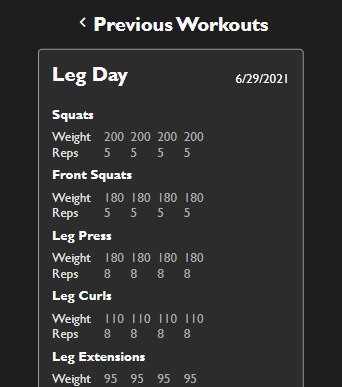 Previous Workouts
Leg Day 6/29/2021
Squats
Weight 200 200 200 200
Reps 5 5 5 5
Front Squats
Weight 180 180 180 180
Reps 5 5 5 5
Leg Press
Weight 180 180 180 180
Reps 8 8 8 8
Leg Curls
Weight 110 110 110 110
Reps 8 8 8 8
Leg Extensions
Weight 95 95 95 95